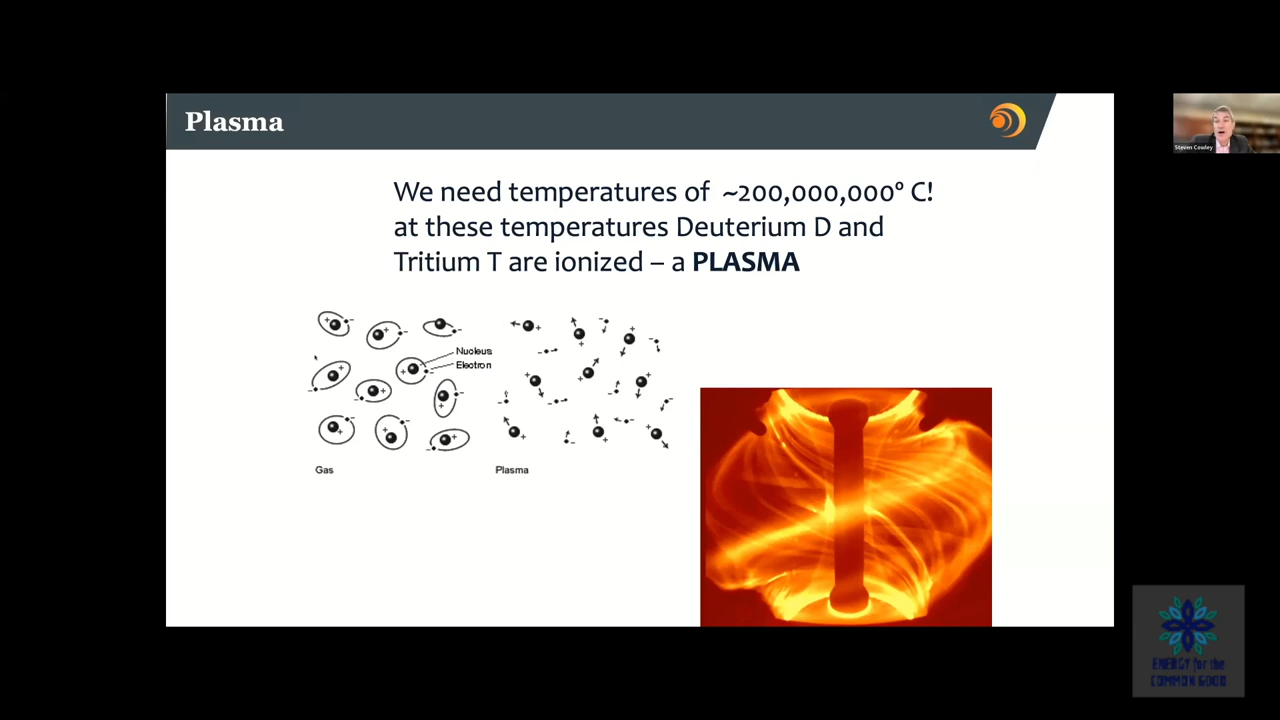 Plasma
We need temperatures of ~200,000,000° C!
at these temperatures Deuterium D and
Tritium T are ionized – a PLASMA
Nucleus
Electron
Gas
Plasma
Steven Cowley
ENERGY for the
COMMON GOOD